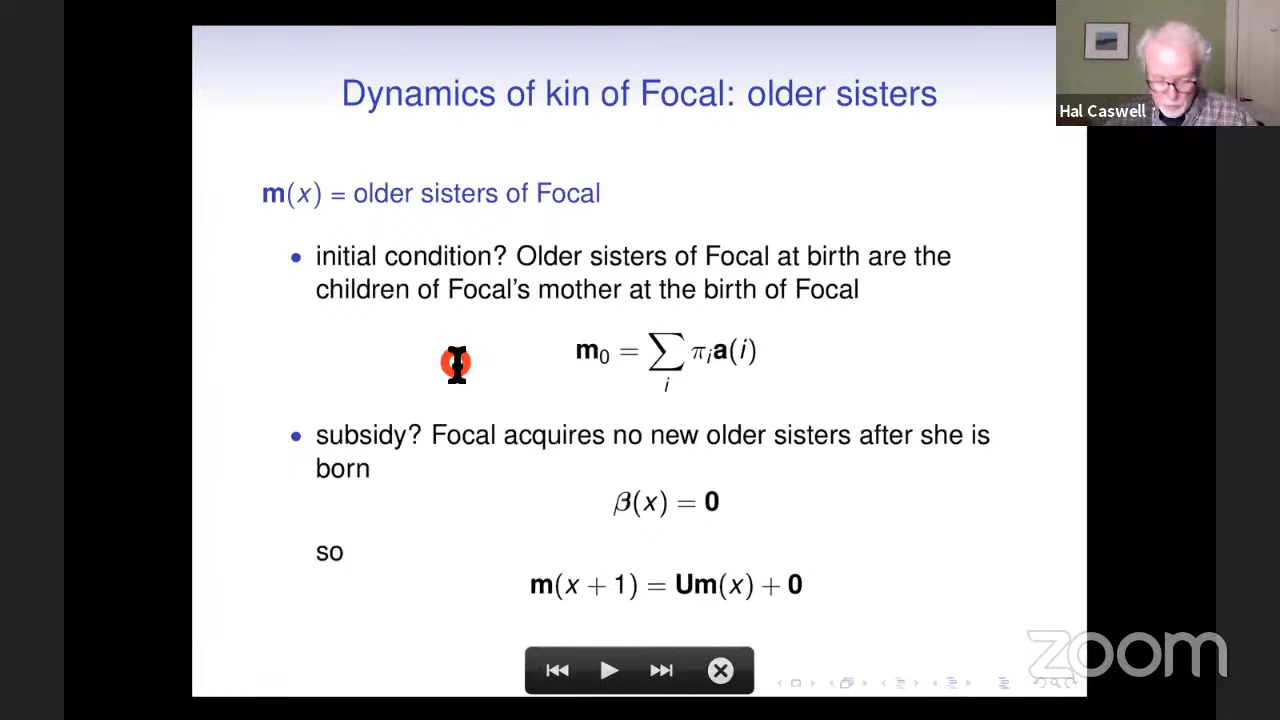 Dynamics of kin of Focal: older sisters
Hal Caswell
m(x) = older sisters of Focal
• initial condition? Older sisters of Focal at birth are the
children of Focal's mother at the birth of Focal
m₀ = ∑ πᵢa(i)
i
• subsidy? Focal acquires no new older sisters after she is
born
β(x) = 0
so
m(x + 1) = Um(x) + 0
zoom